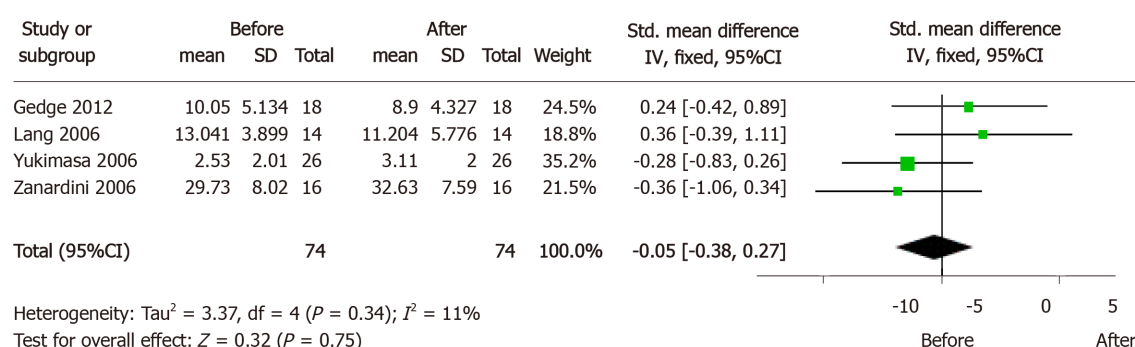 Study or Before After Std. mean difference Std. mean difference
subgroup mean SD Total mean SD Total Weight IV, fixed, 95%CI IV, fixed, 95%CI
Gedge 2012 10.05 5.134 18 8.9 4.327 18 24.5% 0.24 [-0.42, 0.89]
Lang 2006 13.041 3.899 14 11.204 5.776 14 18.8% 0.36 [-0.39, 1.11]
Yukimasa 2006 2.53 2.01 26 3.11 2 26 35.2% -0.28 [-0.83, 0.26]
Zanardini 2006 29.73 8.02 16 32.63 7.59 16 21.5% -0.36 [-1.06, 0.34]
Total (95%CI) 74 74 100.0% -0.05 [-0.38, 0.27]
-10 -5 0 5
Heterogeneity: Tau² = 3.37, df = 4 (P = 0.34); I² = 11%
Test for overall effect: Z = 0.32 (P = 0.75) Before After